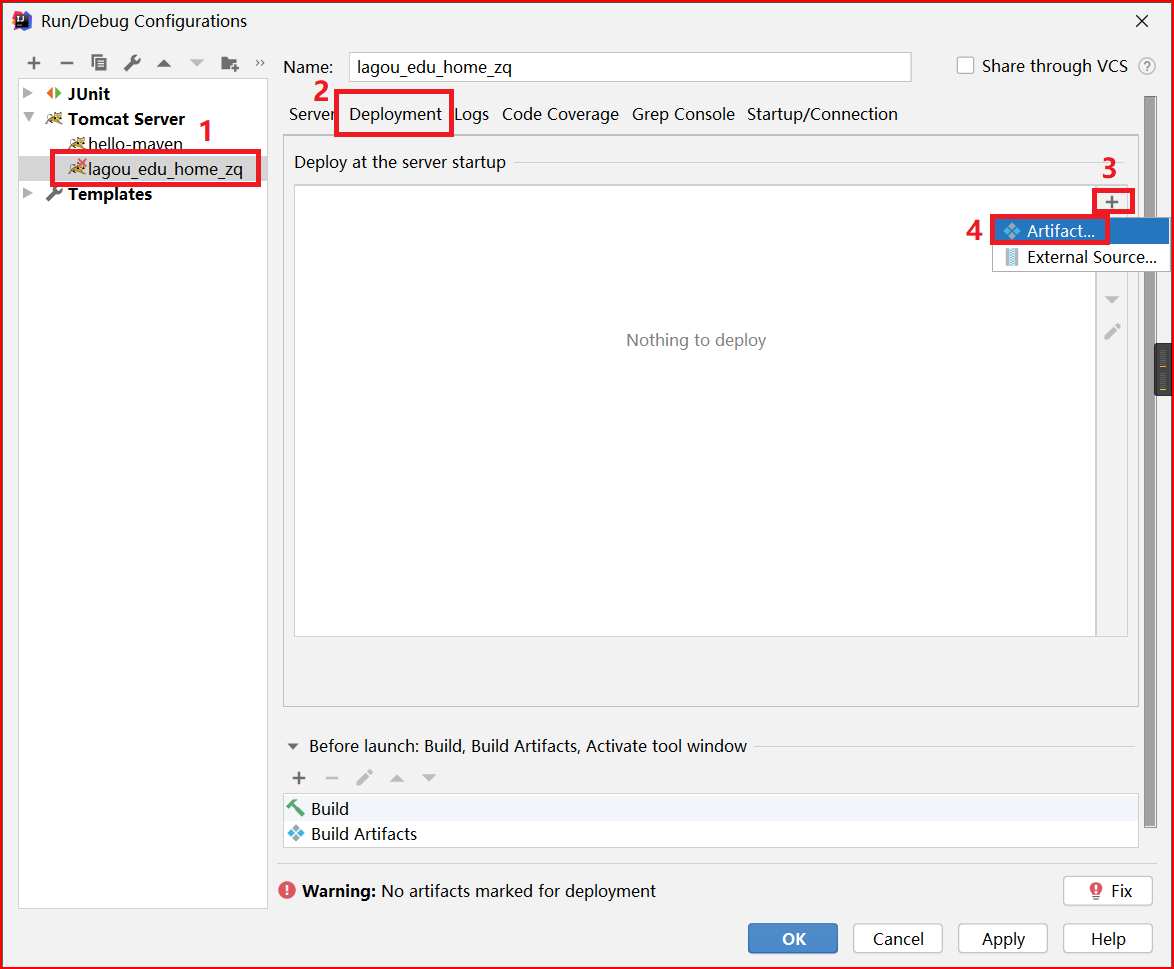 Run/Debug Configurations
Name:
lagou_edu_home_zq
Share through VCS
?
JUnit
Tomcat Server
1
hello-maven
lagou_edu_home_zq
Templates
2
Server Deployment Logs Code Coverage Grep Console Startup/Connection
Deploy at the server startup
3
4
Artifact...
External Source...
Nothing to deploy
Before launch: Build, Build Artifacts, Activate tool window
Build
Build Artifacts
Warning: No artifacts marked for deployment
Fix
OK Cancel Apply Help